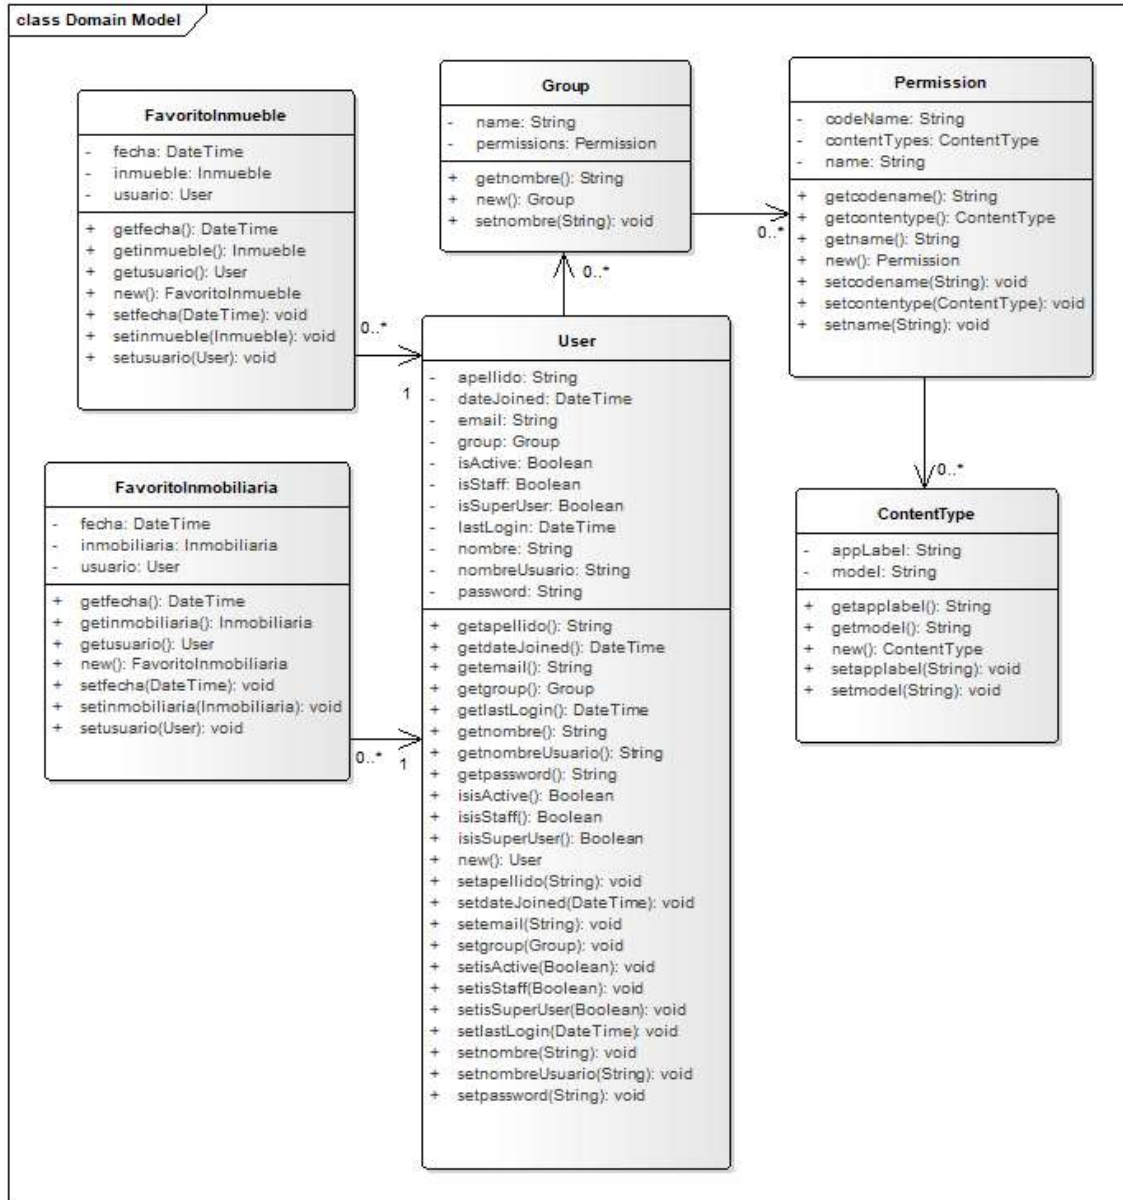 class Domain Model
FavoritoInmueble
- fecha: DateTime
- inmueble: Inmueble
- usuario: User
+ getfecha(): DateTime
+ getinmueble(): Inmueble
+ getusuario(): User
+ new(): FavoritoInmueble
+ setfecha(DateTime): void
+ setinmueble(Inmueble): void
+ setusuario(User): void
0..*
1
Group
- name: String
- permissions: Permission
+ getnombre(): String
+ new(): Group
+ setnombre(String): void
0..*
0..*
Permission
- codeName: String
- contentTypes: ContentType
- name: String
+ getcodename(): String
+ getcontentype(): ContentType
+ getname(): String
+ new(): Permission
+ setcodename(String): void
+ setcontentype(ContentType): void
+ setname(String): void
0..*
FavoritoInmobiliaria
- fecha: DateTime
- inmobiliaria: Inmobiliaria
- usuario: User
+ getfecha(): DateTime
+ getinmobiliaria(): Inmobiliaria
+ getusuario(): User
+ new(): FavoritoInmobiliaria
+ setfecha(DateTime): void
+ setinmobiliaria(Inmobiliaria): void
+ setusuario(User): void
0..*
1
User
- apellido: String
- dateJoined: DateTime
- email: String
- group: Group
- isActive: Boolean
- isStaff: Boolean
- isSuperUser: Boolean
- lastLogin: DateTime
- nombre: String
- nombreUsuario: String
- password: String
+ getapellido(): String
+ getdateJoined(): DateTime
+ getemail(): String
+ getgroup(): Group
+ getlastLogin(): DateTime
+ getnombre(): String
+ getnombreUsuario(): String
+ getpassword(): String
+ isisActive(): Boolean
+ isisStaff(): Boolean
+ isisSuperUser(): Boolean
+ new(): User
+ setapellido(String): void
+ setdateJoined(DateTime): void
+ setemail(String): void
+ setgroup(Group): void
+ setisActive(Boolean): void
+ setisStaff(Boolean): void
+ setisSuperUser(Boolean): void
+ setlastLogin(DateTime): void
+ setnombre(String): void
+ setnombreUsuario(String): void
+ setpassword(String): void
ContentType
- appLabel: String
- model: String
+ getapplabel(): String
+ getmodel(): String
+ new(): ContentType
+ setapplabel(String): void
+ setmodel(String): void